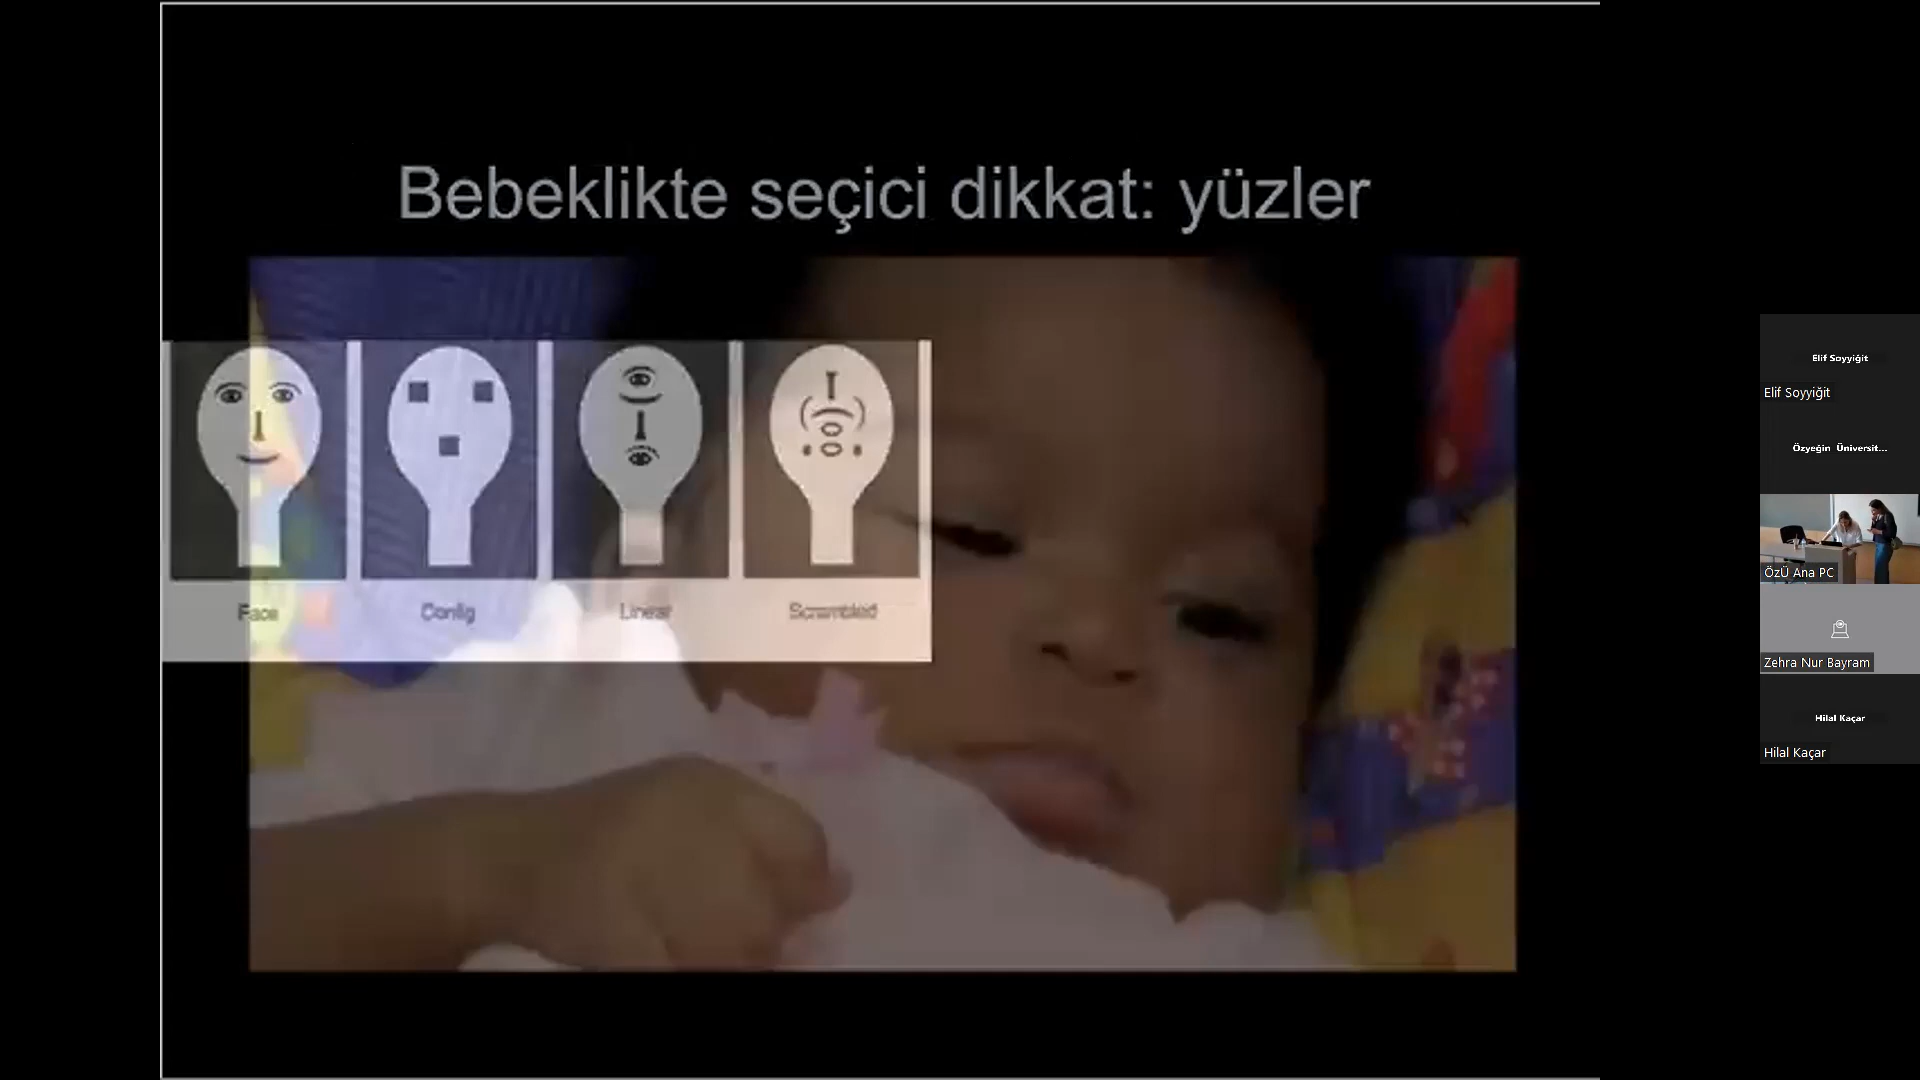 Bebeklikte seçici dikkat: yüzler
Face
Config
Linear
Scrambled
Elif Soyyiğit
Elif Soyyiğit
Özyeğin Üniversit...
ÖzÜ Ana PC
Zehra Nur Bayram
Hilal Kaçar
Hilal Kaçar